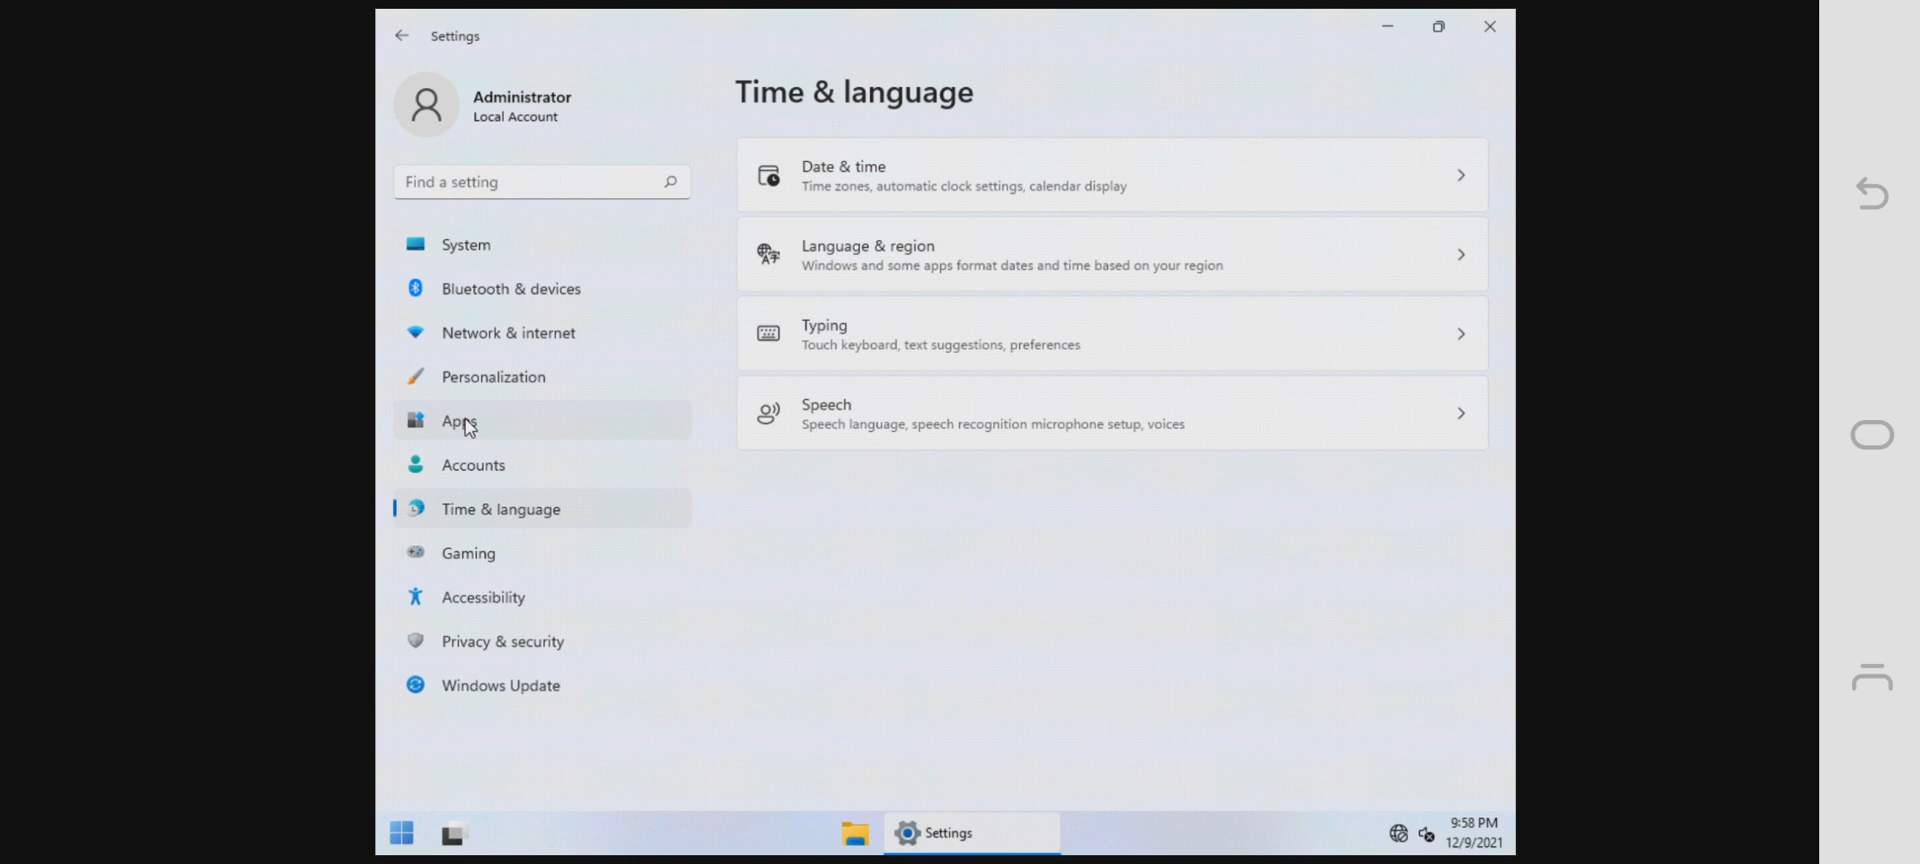 Settings
Administrator
Local Account
Find a setting
System
Bluetooth & devices
Network & internet
Personalization
Apps
Accounts
Time & language
Gaming
Accessibility
Privacy & security
Windows Update
Time & language
Date & time
Time zones, automatic clock settings, calendar display
Language & region
Windows and some apps format dates and time based on your region
Typing
Touch keyboard, text suggestions, preferences
Speech
Speech language, speech recognition microphone setup, voices
Settings
9:58 PM
12/9/2021